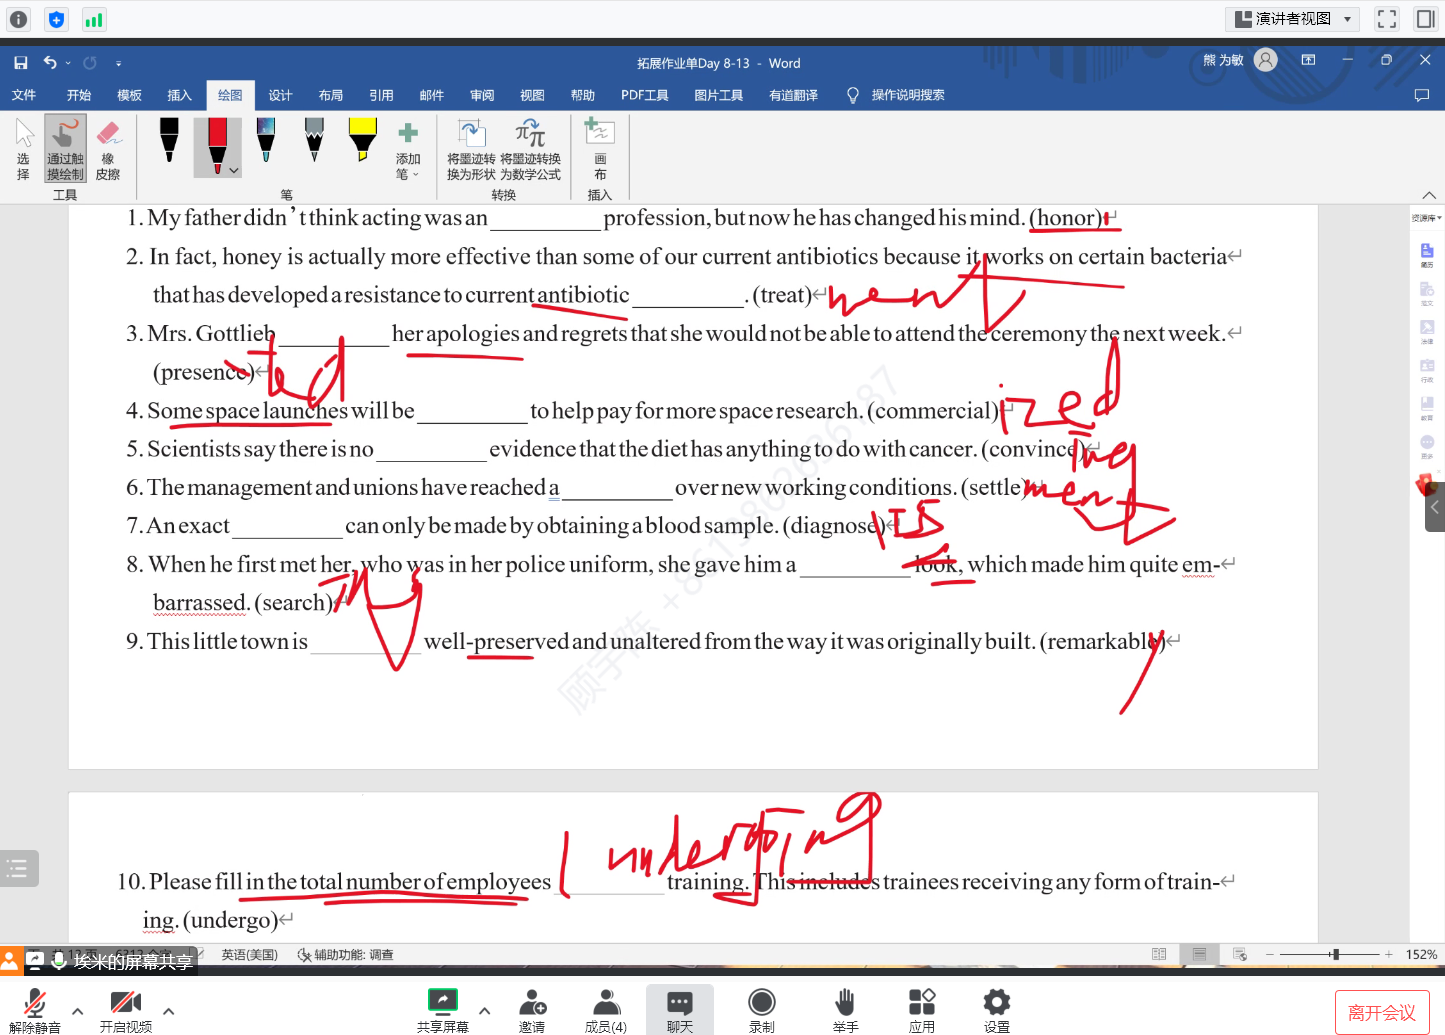 演讲者视图
拓展作业单Day 8-13 - Word
熊 为敏
文件 开始 模板 插入 绘图 设计 布局 引用 邮件 审阅 视图 帮助 PDF工具 图片工具 有道翻译 操作说明搜索
选择 通过触摸绘制 橡皮擦 添加笔 将墨迹转换为形状 将墨迹转换为数学公式 画布
工具 笔 转换 插入
资源库
1. My father didn’t think acting was an __________ profession, but now he has changed his mind. (honor)
2. In fact, honey is actually more effective than some of our current antibiotics because it works on certain bacteria
that has developed a resistance to current antibiotic __________. (treat) ment
3. Mrs. Gottlieb __________ her apologies and regrets that she would not be able to attend the ceremony the next week.
(presence) ted
4. Some space launches will be __________ to help pay for more space research. (commercial) ized
5. Scientists say there is no __________ evidence that the diet has anything to do with cancer. (convince) ing
6. The management and unions have reached a __________ over new working conditions. (settle) ment
7. An exact __________ can only be made by obtaining a blood sample. (diagnose)
8. When he first met her, who was in her police uniform, she gave him a __________ look, which made him quite em-
barrassed. (search) ing
9. This little town is __________ well-preserved and unaltered from the way it was originally built. (remarkable) y
顾宇陈 +8613802636787
undergoing
10. Please fill in the total number of employees __________ training. This includes trainees receiving any form of train-
ing. (undergo)
英语(美国) 辅助功能: 调查 152%
埃米的屏幕共享
解除静音 开启视频 共享屏幕 邀请 成员(4) 聊天 录制 举手 应用 设置 离开会议